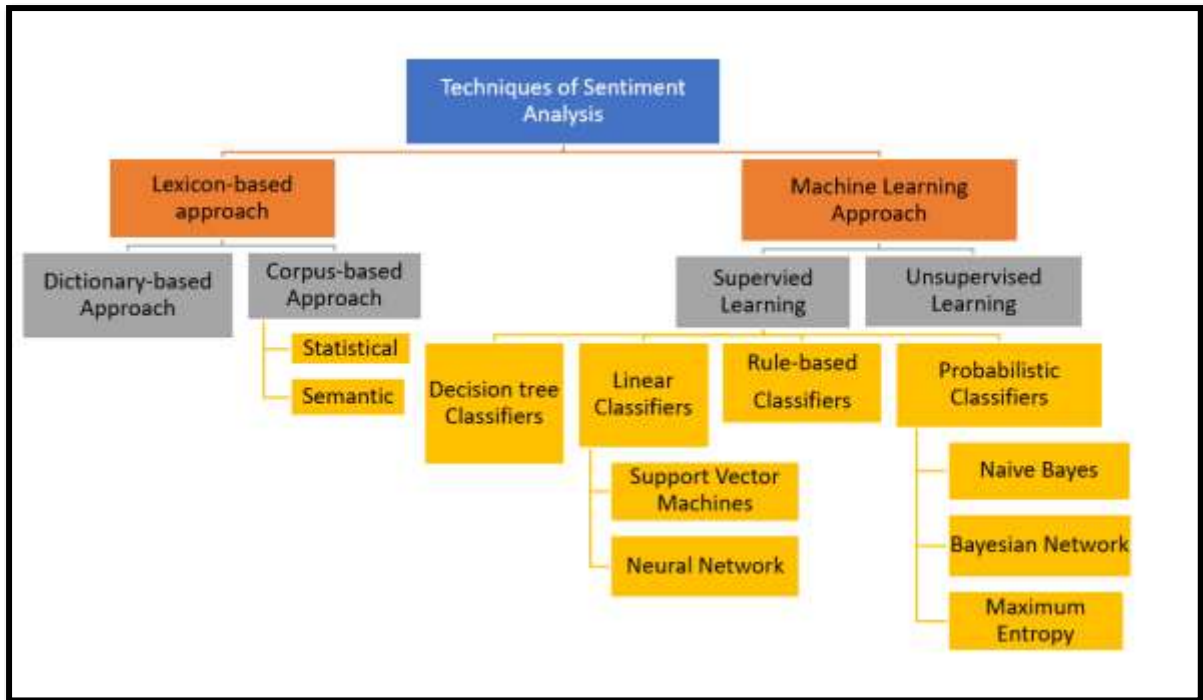 Techniques of Sentiment
Analysis
Lexicon-based
approach
Machine Learning
Approach
Dictionary-based
Approach
Corpus-based
Approach
Supervied
Learning
Unsupervised
Learning
Statistical
Semantic
Decision tree
Classifiers
Linear
Classifiers
Rule-based
Classifiers
Probabilistic
Classifiers
Support Vector
Machines
Neural Network
Naive Bayes
Bayesian Network
Maximum
Entropy